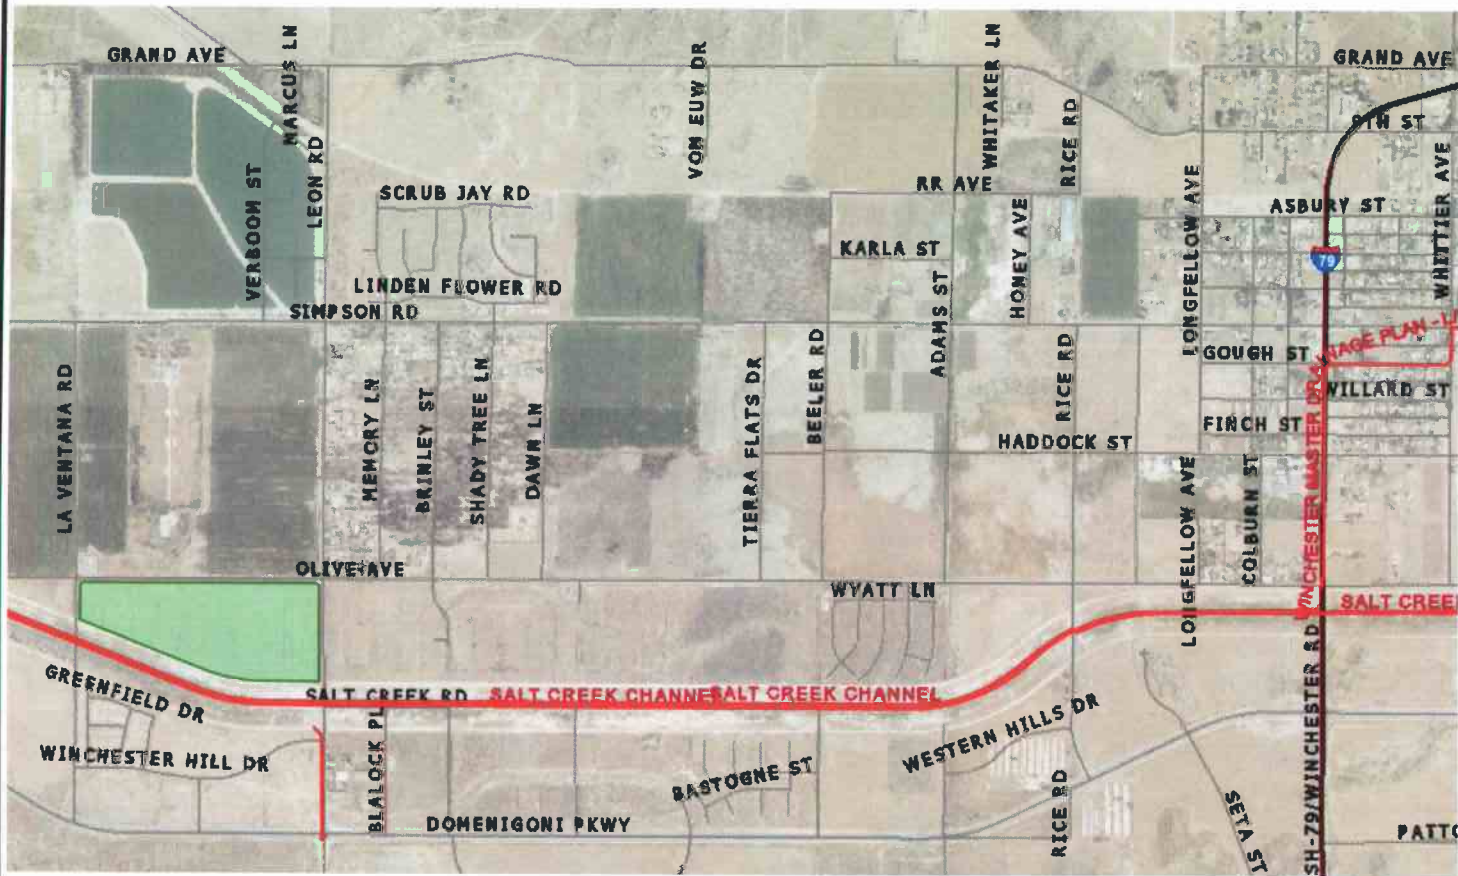 GRAND AVE
MARCUS LN
LEON RD
VERBOOM ST
SCRUB JAY RD
LINDEN FLOWER RD
SIMPSON RD
VON EUW DR
WHITAKER LN
RICE RD
RR AVE
KARLA ST
ADAMS ST
HONEY AVE
LONGFELLOW AVE
GRAND AVE
9TH ST
ASBURY ST
WHITTIER AVE
79
GOUGH ST
WILLARD ST
FINCH ST
LA VENTANA RD
MEMORY LN
BRINLEY ST
SHADY TREE LN
DAWN LN
TIERRA FLATS DR
BEELER RD
RICE RD
HADDOCK ST
LONGFELLOW AVE
COLBURN ST
WINCHESTER MASTER DRAINAGE PLAN - L
OLIVE AVE
WYATT LN
SALT CREE
GREENFIELD DR
SALT CREEK RD
SALT CREEK CHANNEL
SALT CREEK CHANNEL
WINCHESTER HILL DR
BLALOCK PL
BASTOGNE ST
WESTERN HILLS DR
DOMENIGONI PKWY
RICE RD
SETA ST
SH-79/WINCHESTER RD
PATTO